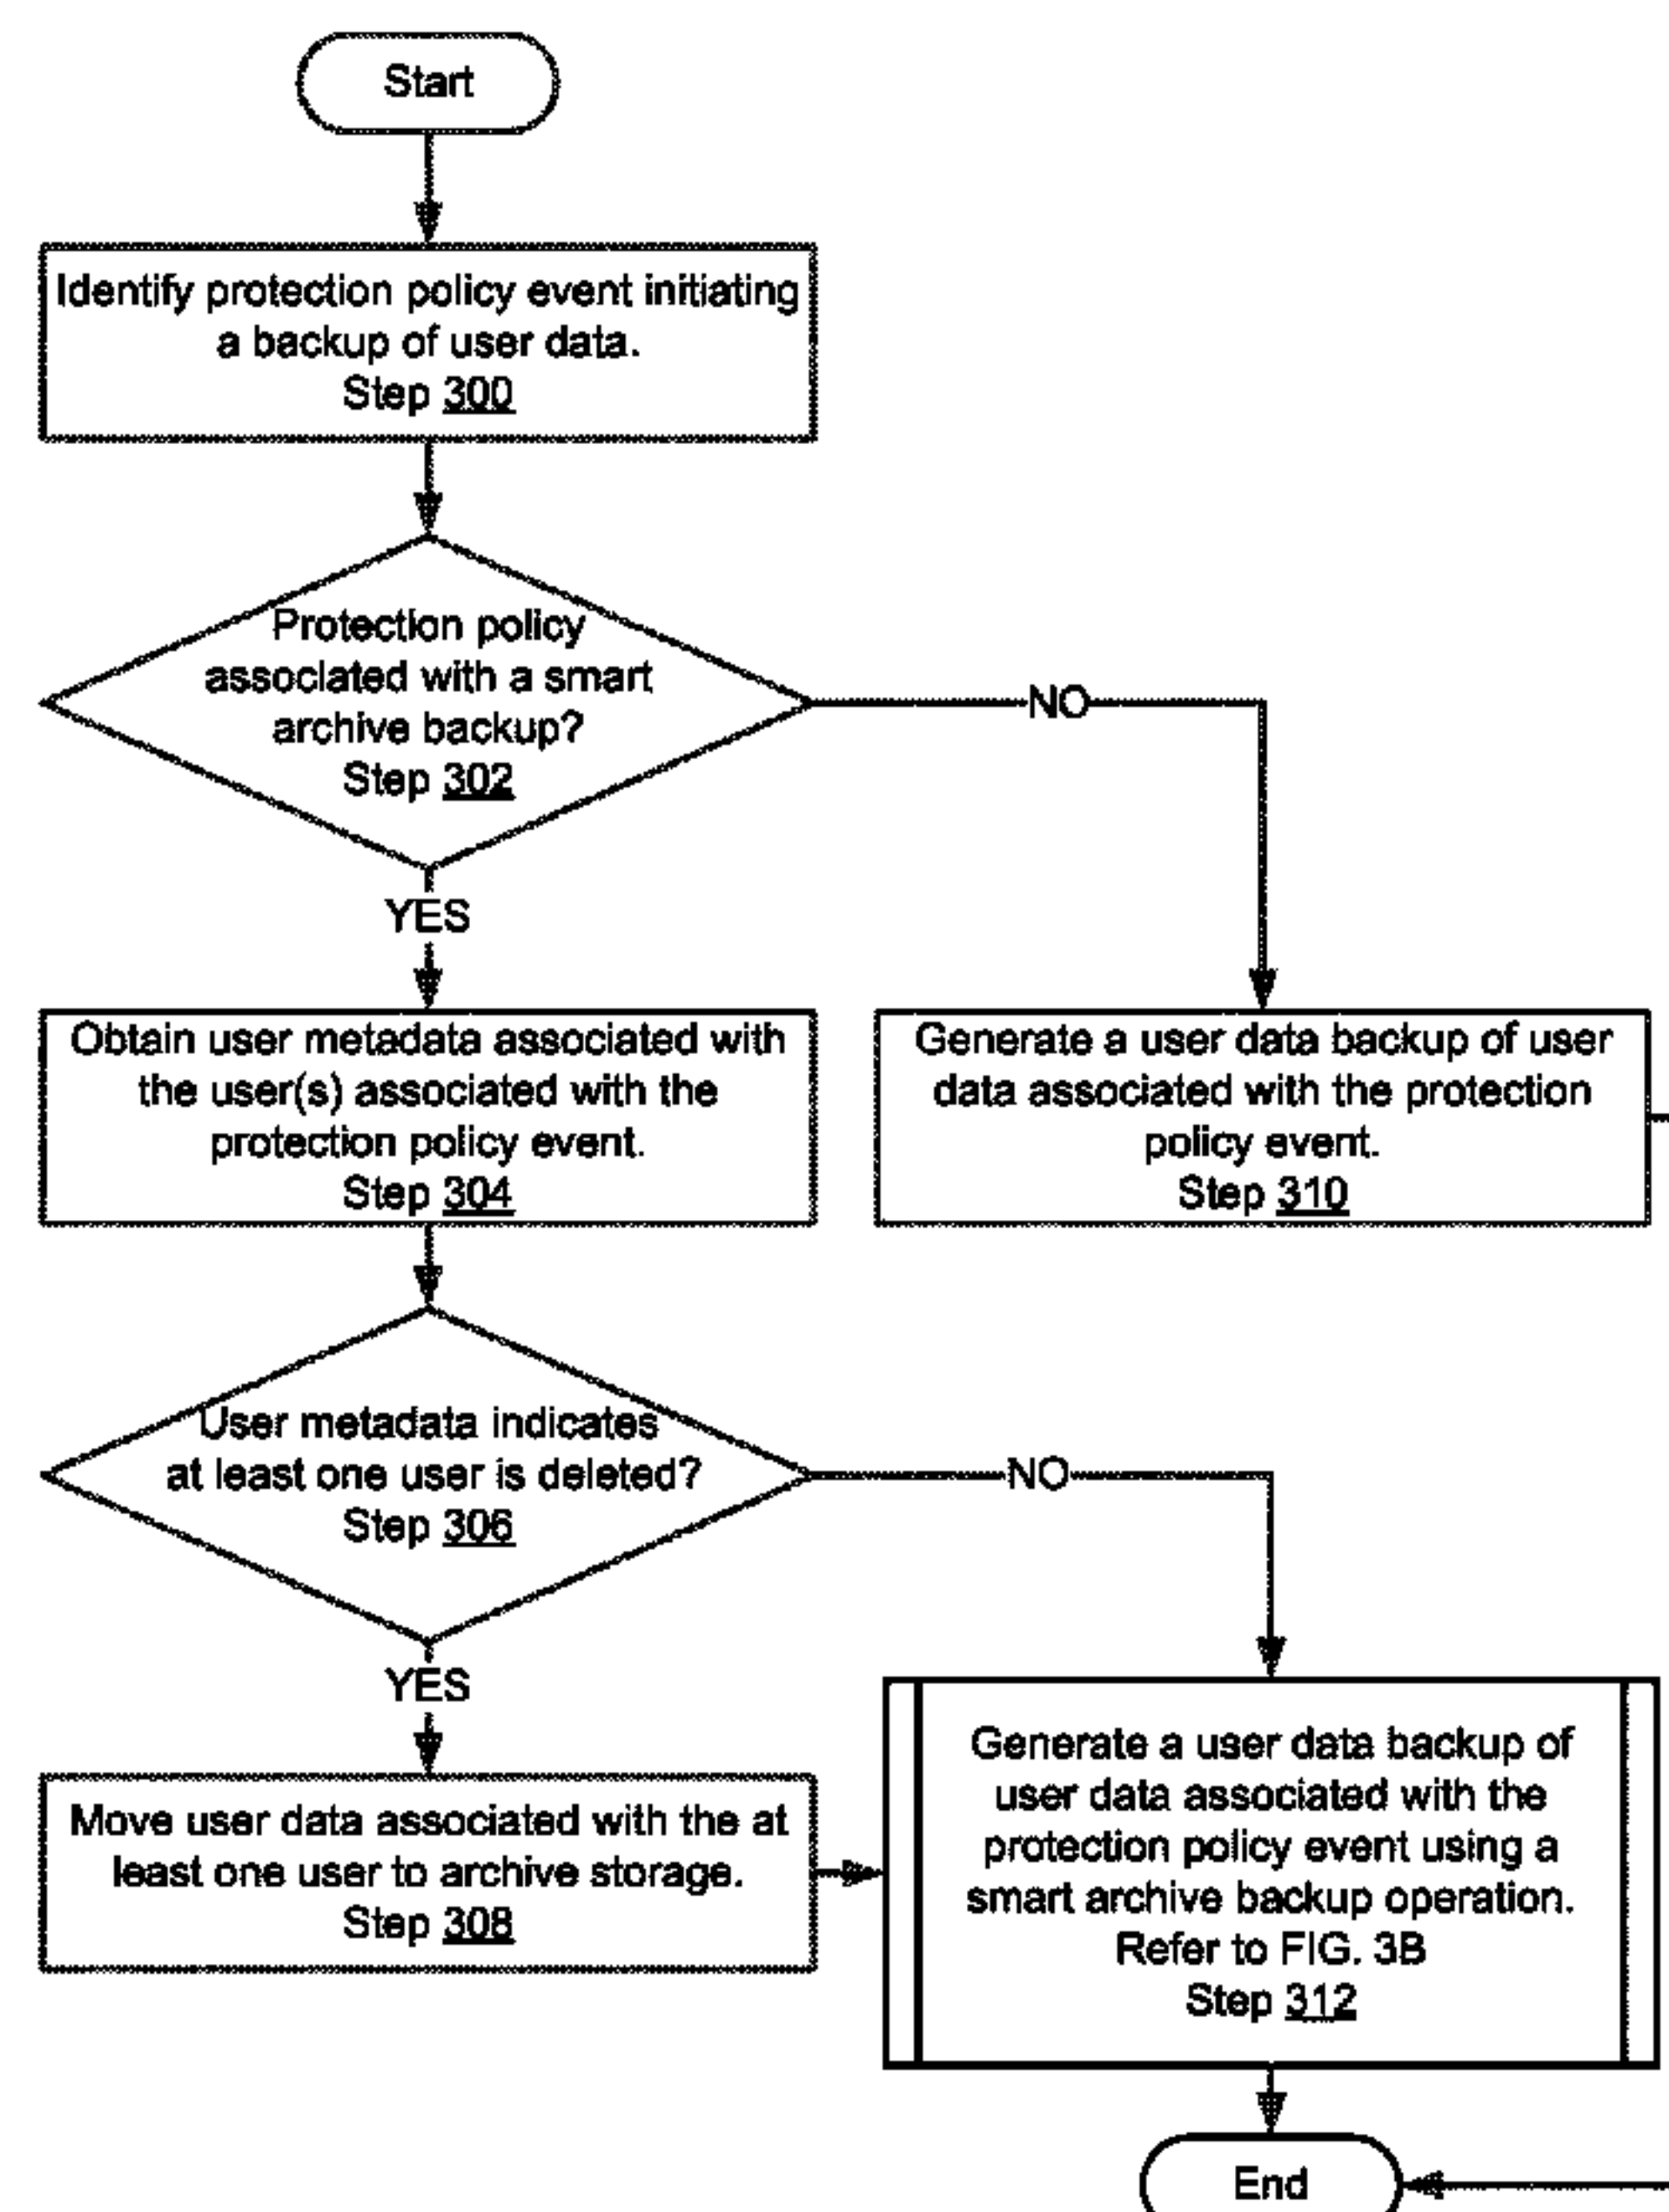 Start
Identify protection policy event initiating
a backup of user data.
Step 300
Protection policy
associated with a smart
archive backup?
Step 302
NO
YES
Obtain user metadata associated with
the user(s) associated with the
protection policy event.
Step 304
Generate a user data backup of user
data associated with the protection
policy event.
Step 310
User metadata indicates
at least one user is deleted?
Step 306
NO
YES
Move user data associated with the at
least one user to archive storage.
Step 308
Generate a user data backup of
user data associated with the
protection policy event using a
smart archive backup operation.
Refer to FIG. 3B
Step 312
End